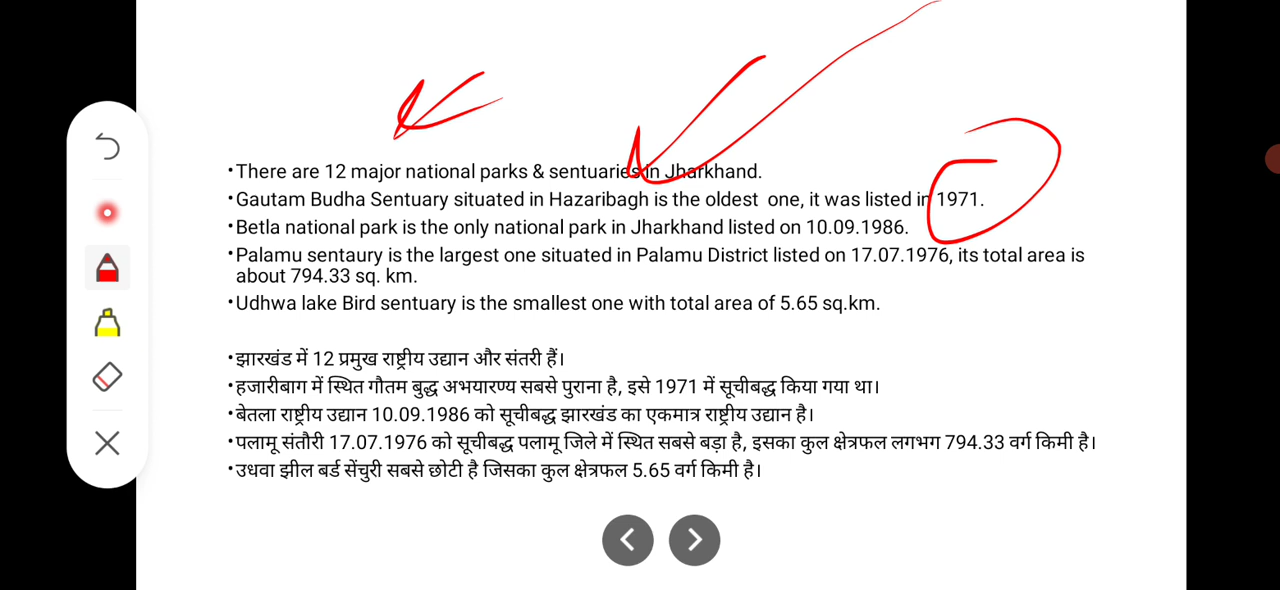 •There are 12 major national parks & sentuaries in Jharkhand.
•Gautam Budha Sentuary situated in Hazaribagh is the oldest one, it was listed in 1971.
•Betla national park is the only national park in Jharkhand listed on 10.09.1986.
•Palamu sentaury is the largest one situated in Palamu District listed on 17.07.1976, its total area is
about 794.33 sq. km.
•Udhwa lake Bird sentuary is the smallest one with total area of 5.65 sq.km.
•झारखंड में 12 प्रमुख राष्ट्रीय उद्यान और संतरी हैं।
•हजारीबाग में स्थित गौतम बुद्ध अभयारण्य सबसे पुराना है, इसे 1971 में सूचीबद्ध किया गया था।
•बेतला राष्ट्रीय उद्यान 10.09.1986 को सूचीबद्ध झारखंड का एकमात्र राष्ट्रीय उद्यान है।
•पलामू संतौरी 17.07.1976 को सूचीबद्ध पलामू जिले में स्थित सबसे बड़ा है, इसका कुल क्षेत्रफल लगभग 794.33 वर्ग किमी है।
•उधवा झील बर्ड सेंचुरी सबसे छोटी है जिसका कुल क्षेत्रफल 5.65 वर्ग किमी है।